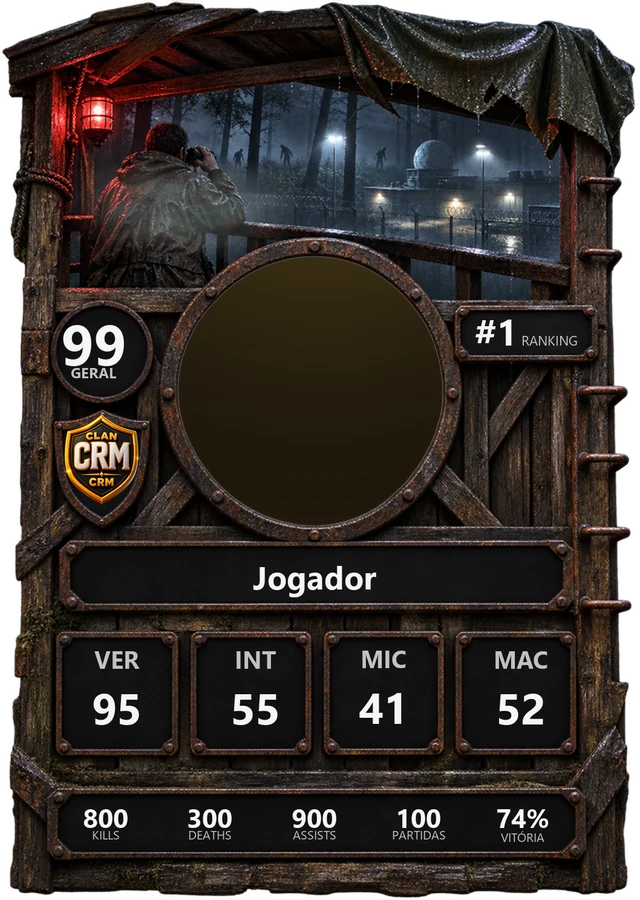 99
GERAL
#1 RANKING
CLAN
CRM
CRM
Jogador
VER INT MIC MAC
95 55 41 52
800 300 900 100 74%
KILLS DEATHS ASSISTS PARTIDAS VITÓRIA